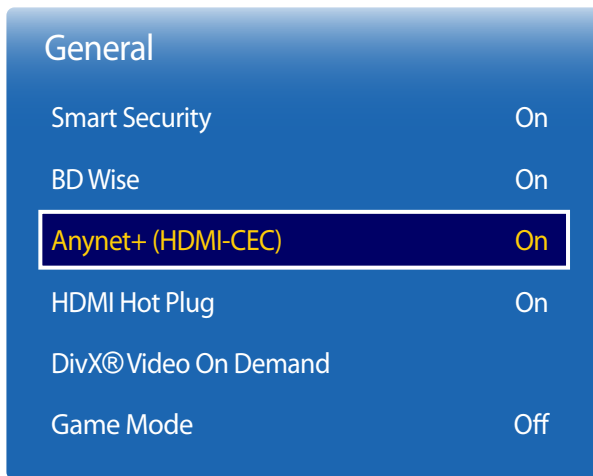 General
Smart Security On
BD Wise On
Anynet+ (HDMI-CEC) On
HDMI Hot Plug On
DivX® Video On Demand
Game Mode Off